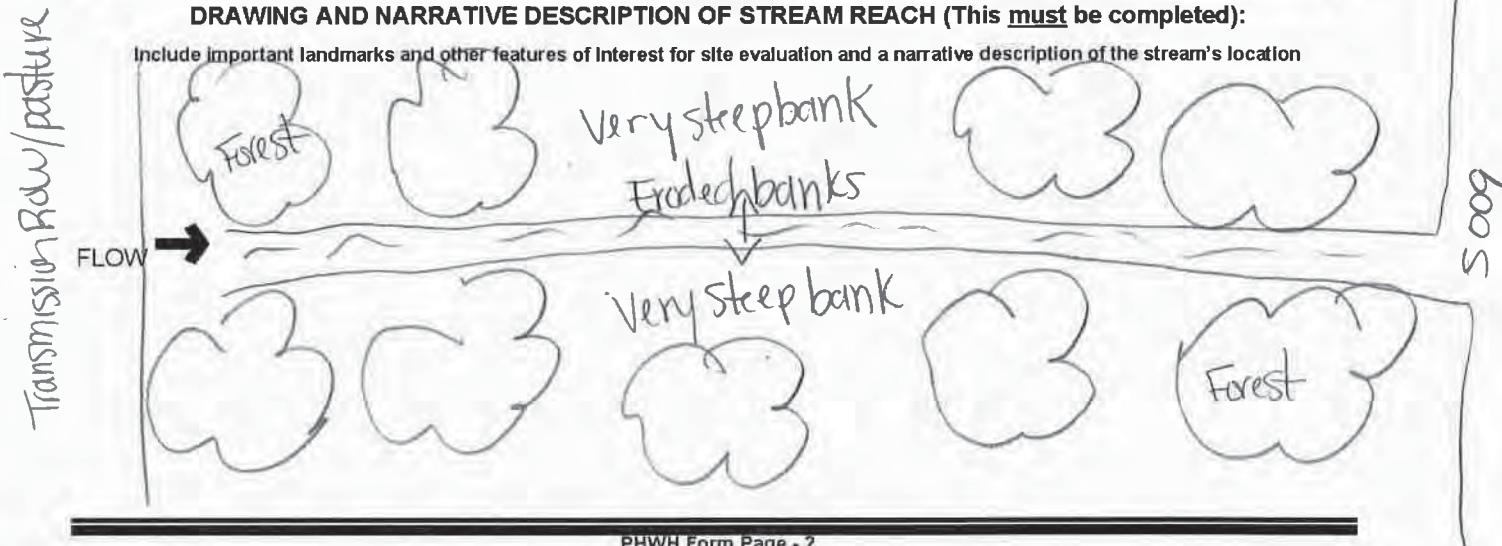 DRAWING AND NARRATIVE DESCRIPTION OF STREAM REACH (This must be completed):
Include important landmarks and other features of interest for site evaluation and a narrative description of the stream's location
Transmission Row/pasture
Forest
Very steep bank
Eroded banks
FLOW
Very steep bank
Forest
S009
PHWH Form Page - 2